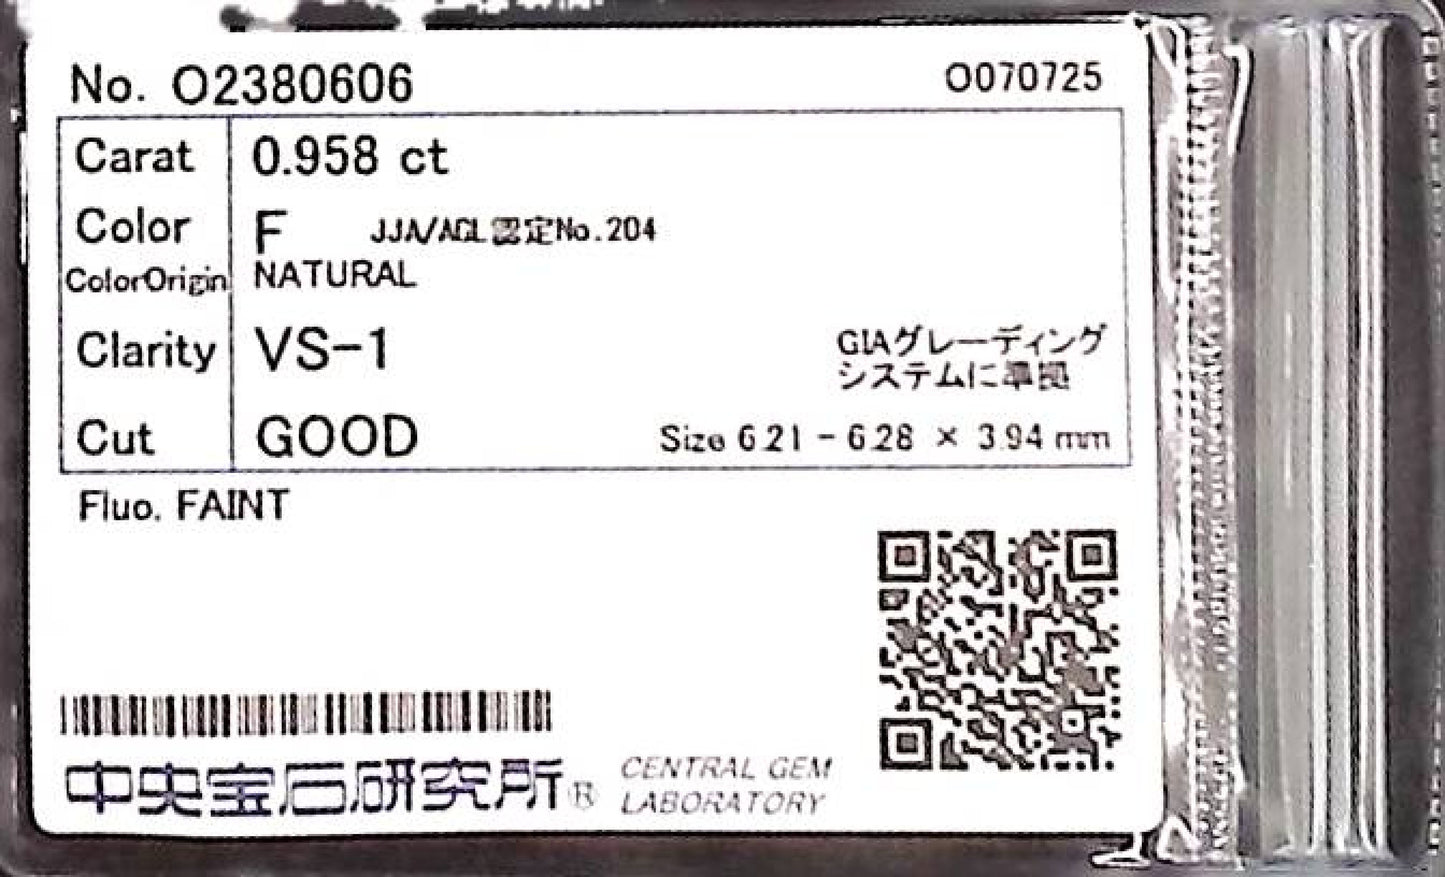 No. O2380606 O070725
Carat 0.958 ct
Color F JJA/AGL認定No.204
ColorOrigin NATURAL
Clarity VS-1 GIAグレーディング
システムに準拠
Cut GOOD Size 6.21 - 6.28 × 3.94 mm
Fluo. FAINT
中央宝石研究所® CENTRAL GEM
LABORATORY